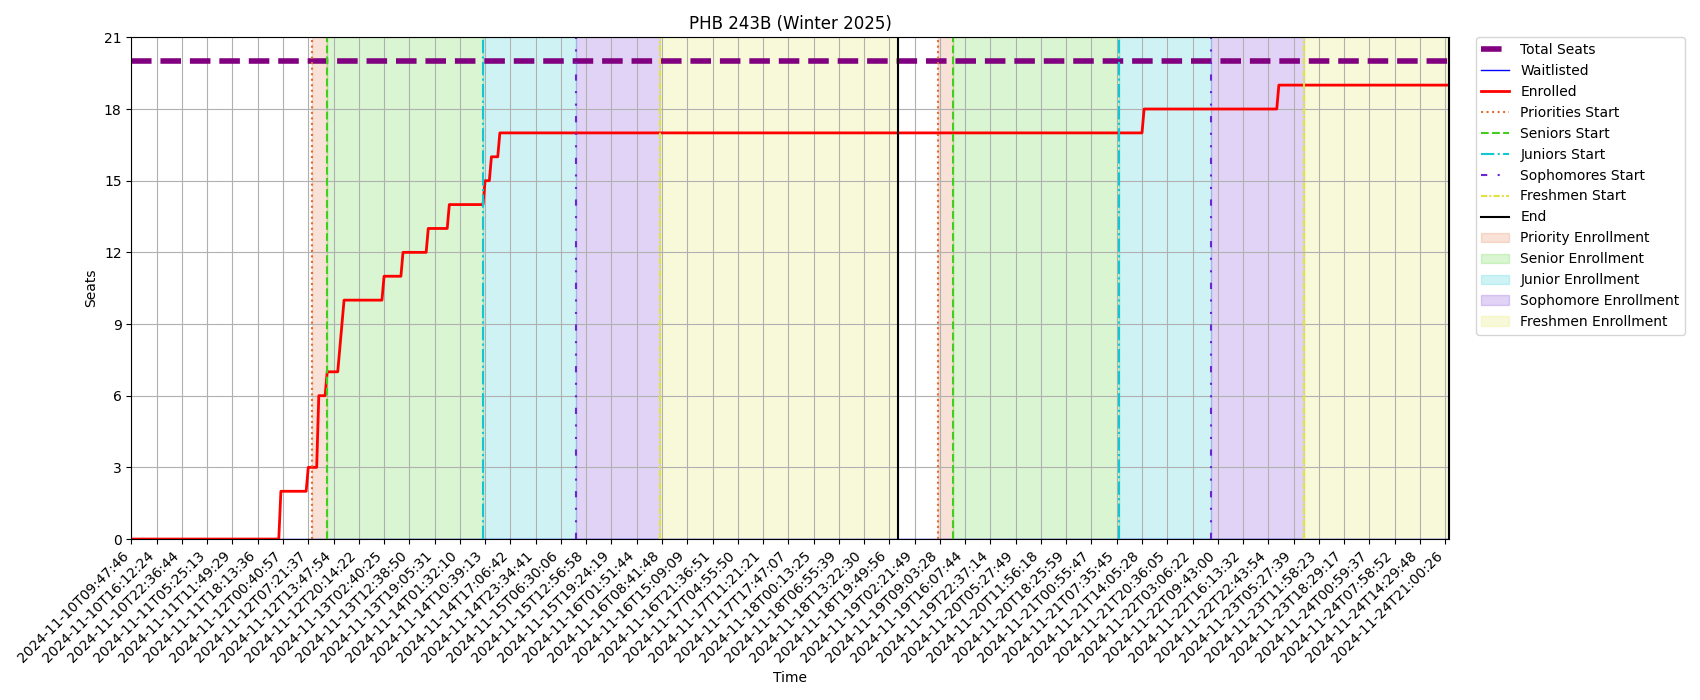 PHB 243B (Winter 2025)
21
18
15
12
9
6
3
0
Seats
Total Seats
Waitlisted
Enrolled
Priorities Start
Seniors Start
Juniors Start
Sophomores Start
Freshmen Start
End
Priority Enrollment
Senior Enrollment
Junior Enrollment
Sophomore Enrollment
Freshmen Enrollment
2024-11-10T09:47:46
2024-11-10T16:12:24
2024-11-10T22:36:44
2024-11-11T05:25:13
2024-11-11T11:49:29
2024-11-11T18:13:36
2024-11-12T00:40:57
2024-11-12T07:21:37
2024-11-12T13:47:54
2024-11-12T20:14:22
2024-11-13T02:40:25
2024-11-13T12:38:50
2024-11-13T19:05:31
2024-11-14T01:32:10
2024-11-14T10:39:13
2024-11-14T17:06:42
2024-11-14T23:34:41
2024-11-15T06:30:06
2024-11-15T12:56:58
2024-11-15T19:24:19
2024-11-16T01:51:44
2024-11-16T08:41:48
2024-11-16T15:09:09
2024-11-16T21:36:51
2024-11-17T04:55:50
2024-11-17T11:21:21
2024-11-17T17:47:07
2024-11-18T00:13:25
2024-11-18T06:55:39
2024-11-18T13:22:30
2024-11-18T19:49:56
2024-11-19T02:21:49
2024-11-19T09:03:28
2024-11-19T16:07:44
2024-11-19T22:37:14
2024-11-20T05:27:49
2024-11-20T11:56:18
2024-11-20T18:25:59
2024-11-21T00:55:47
2024-11-21T07:35:45
2024-11-21T14:05:28
2024-11-21T20:36:05
2024-11-22T03:06:22
2024-11-22T09:43:00
2024-11-22T16:13:32
2024-11-22T22:43:54
2024-11-23T05:27:39
2024-11-23T11:58:23
2024-11-23T18:29:17
2024-11-24T00:59:37
2024-11-24T07:58:52
2024-11-24T14:29:48
2024-11-24T21:00:26
Time